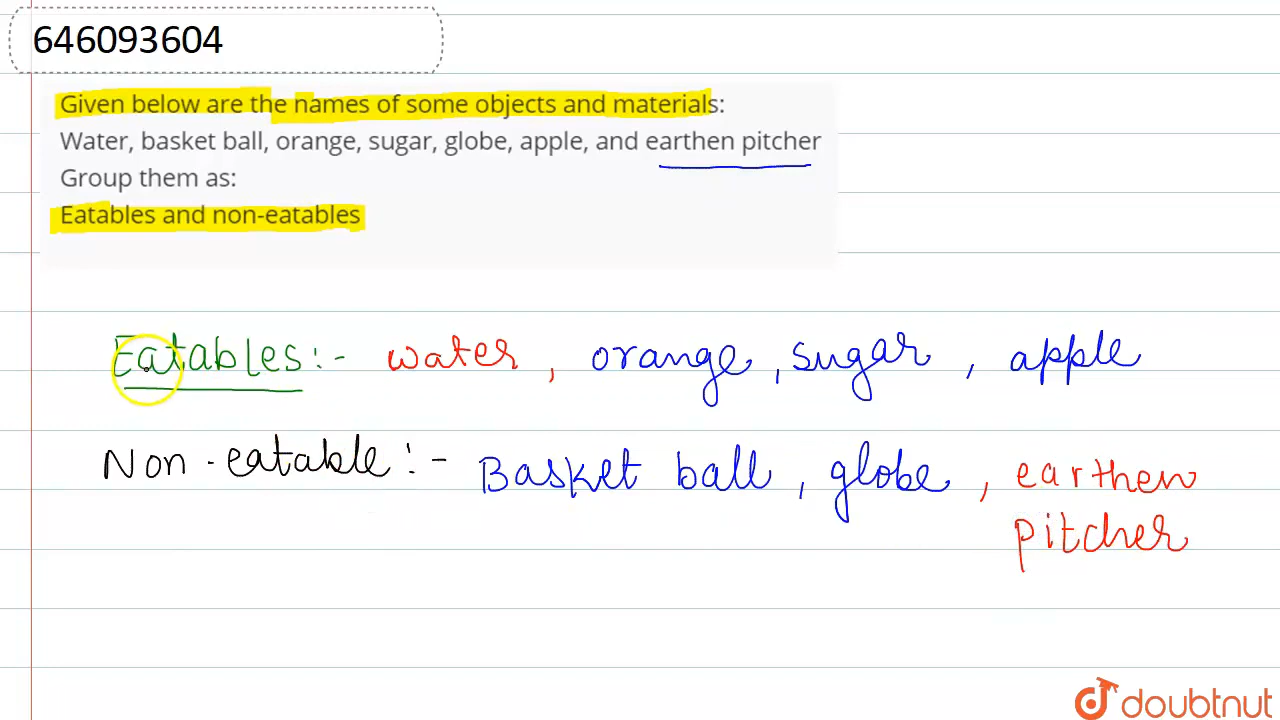 646093604
Given below are the names of some objects and materials:
Water, basket ball, orange, sugar, globe, apple, and earthen pitcher
Group them as:
Eatables and non-eatables
Eatables :- water , orange , sugar , apple
Non - eatable :- Basket ball , globe , earthen
pitcher
doubtnut